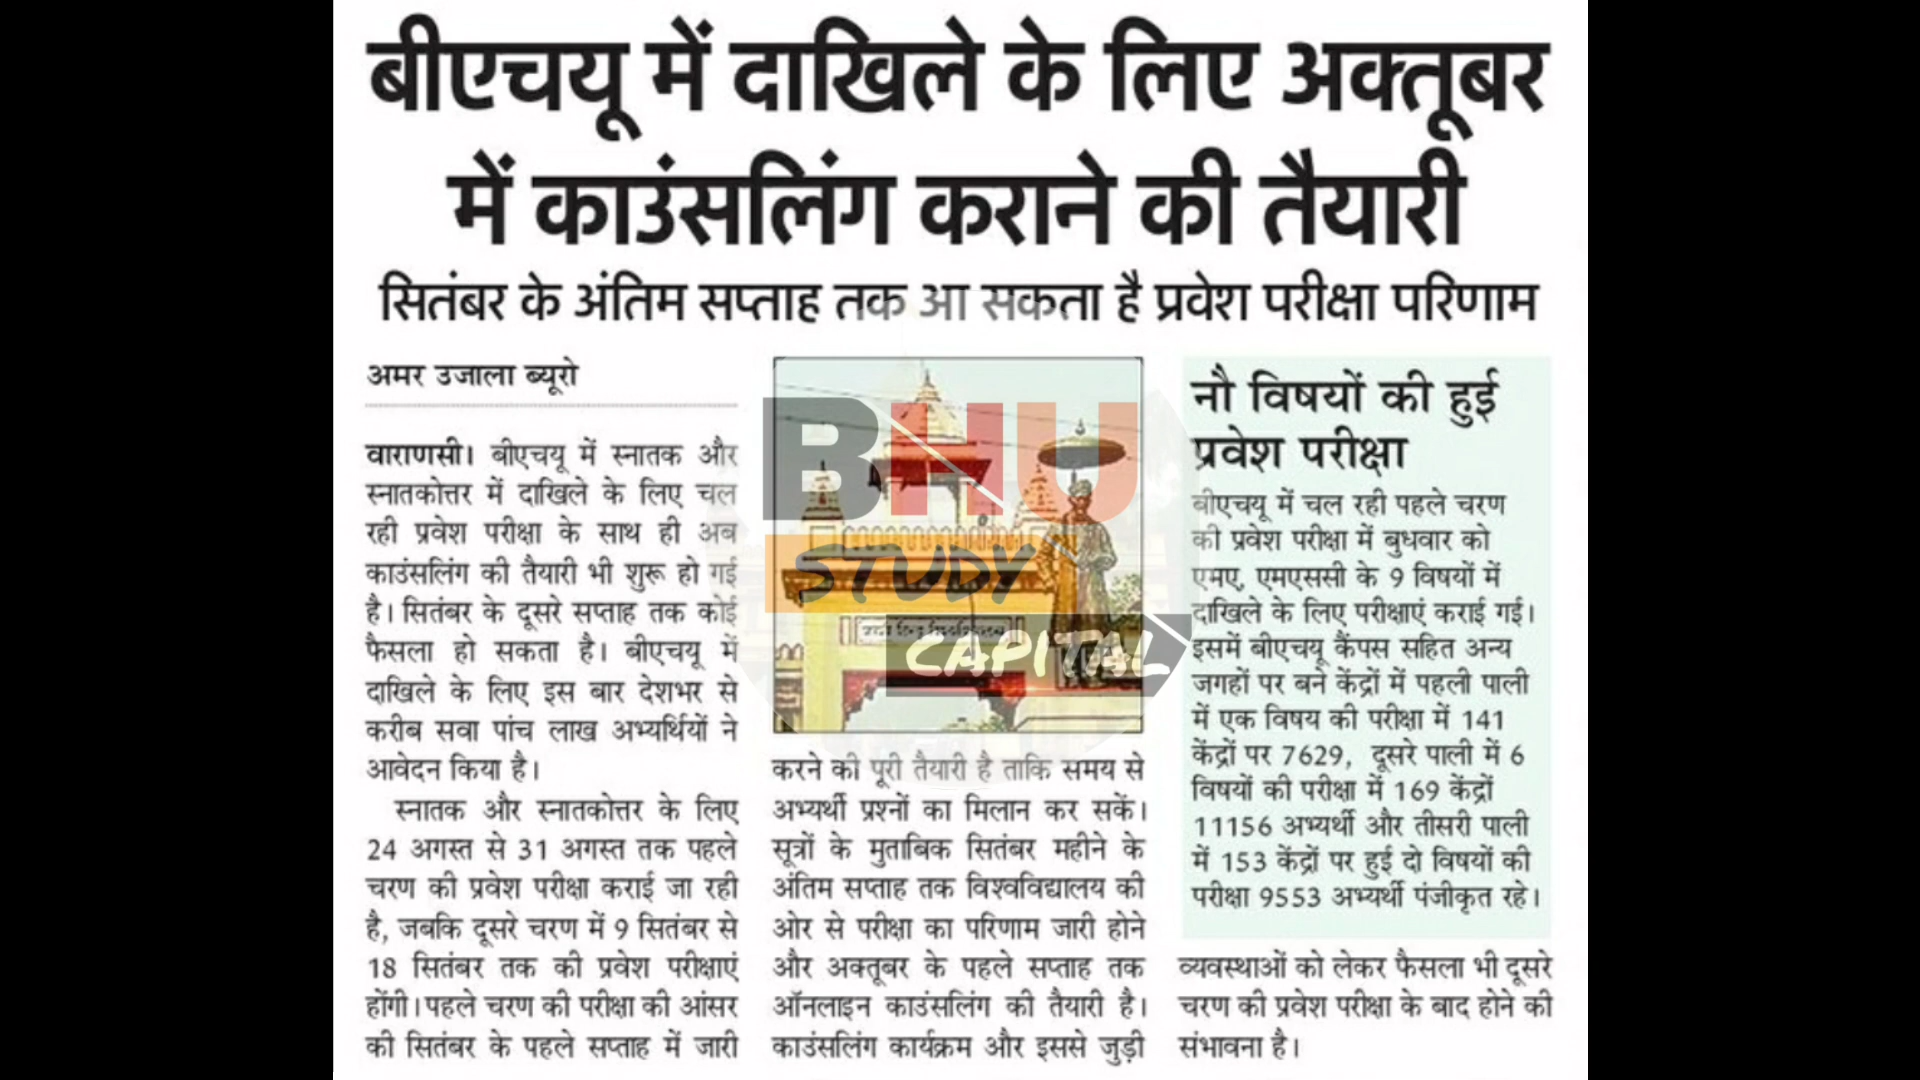 बीएचयू में दाखिले के लिए अक्तूबर
में काउंसलिंग कराने की तैयारी
सितंबर के अंतिम सप्ताह तक आ सकता है प्रवेश परीक्षा परिणाम
अमर उजाला ब्यूरो
वाराणसी। बीएचयू में स्नातक और
स्नातकोत्तर में दाखिले के लिए चल
रही प्रवेश परीक्षा के साथ ही अब
काउंसलिंग की तैयारी भी शुरू हो गई
है। सितंबर के दूसरे सप्ताह तक कोई
फैसला हो सकता है। बीएचयू में
दाखिले के लिए इस बार देशभर से
करीब सवा पांच लाख अभ्यर्थियों ने
आवेदन किया है।
स्नातक और स्नातकोत्तर के लिए
24 अगस्त से 31 अगस्त तक पहले
चरण की प्रवेश परीक्षा कराई जा रही
है, जबकि दूसरे चरण में 9 सितंबर से
18 सितंबर तक की प्रवेश परीक्षाएं
होंगी। पहले चरण की परीक्षा की आंसर
की सितंबर के पहले सप्ताह में जारी
BHU
STUDY
CAPITAL
करने की पूरी तैयारी है ताकि समय से
अभ्यर्थी प्रश्नों का मिलान कर सकें।
सूत्रों के मुताबिक सितंबर महीने के
अंतिम सप्ताह तक विश्वविद्यालय की
ओर से परीक्षा का परिणाम जारी होने
और अक्तूबर के पहले सप्ताह तक
ऑनलाइन काउंसलिंग की तैयारी है।
काउंसलिंग कार्यक्रम और इससे जुड़ी
नौ विषयों की हुई
प्रवेश परीक्षा
बीएचयू में चल रही पहले चरण
की प्रवेश परीक्षा में बुधवार को
एमए, एमएससी के 9 विषयों में
दाखिले के लिए परीक्षाएं कराई गई।
इसमें बीएचयू कैंपस सहित अन्य
जगहों पर बने केंद्रों में पहली पाली
में एक विषय की परीक्षा में 141
केंद्रों पर 7629, दूसरे पाली में 6
विषयों की परीक्षा में 169 केंद्रों
11156 अभ्यर्थी और तीसरी पाली
में 153 केंद्रों पर हुई दो विषयों की
परीक्षा 9553 अभ्यर्थी पंजीकृत रहे।
व्यवस्थाओं को लेकर फैसला भी दूसरे
चरण की प्रवेश परीक्षा के बाद होने की
संभावना है।